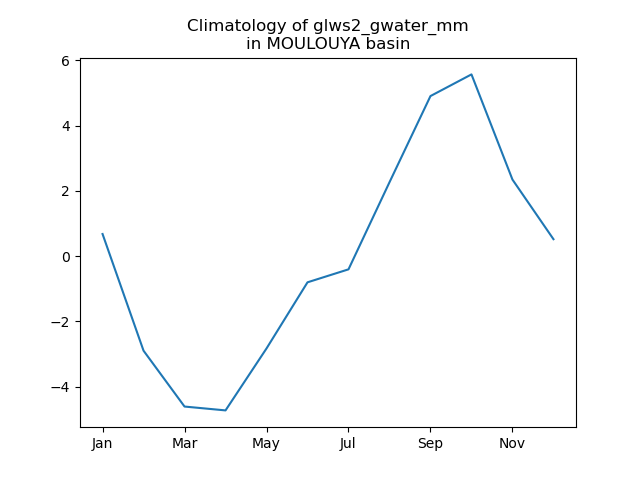 Climatology of glws2_gwater_mm
in MOULOUYA basin
6
4
2
0
−2
−4
Jan
Mar
May
Jul
Sep
Nov